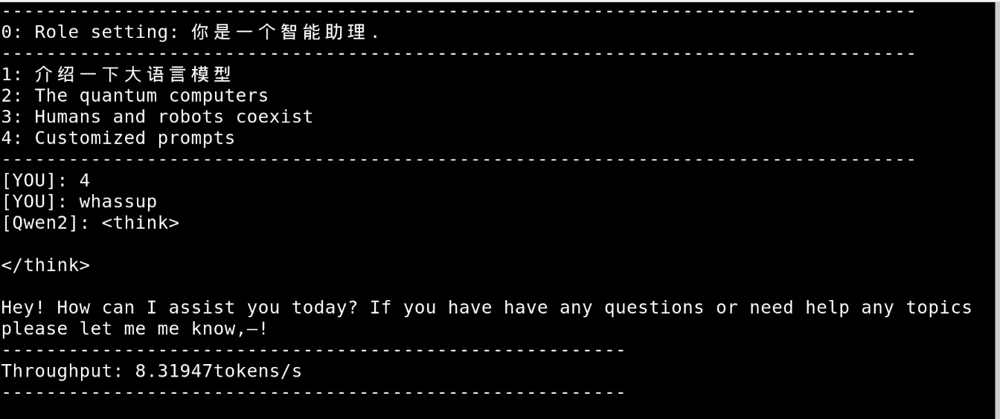 ----------------------------------------------------------------------------------
0: Role setting: 你是一个智能助理.
----------------------------------------------------------------------------------
1: 介绍一下大语言模型
2: The quantum computers
3: Humans and robots coexist
4: Customized prompts
----------------------------------------------------------------------------------
[YOU]: 4
[YOU]: whassup
[Qwen2]: <think>
</think>
Hey! How can I assist you today? If you have have any questions or need help any topics
please let me me know,—!
--------------------------------------------------------
Throughput: 8.31947tokens/s
--------------------------------------------------------